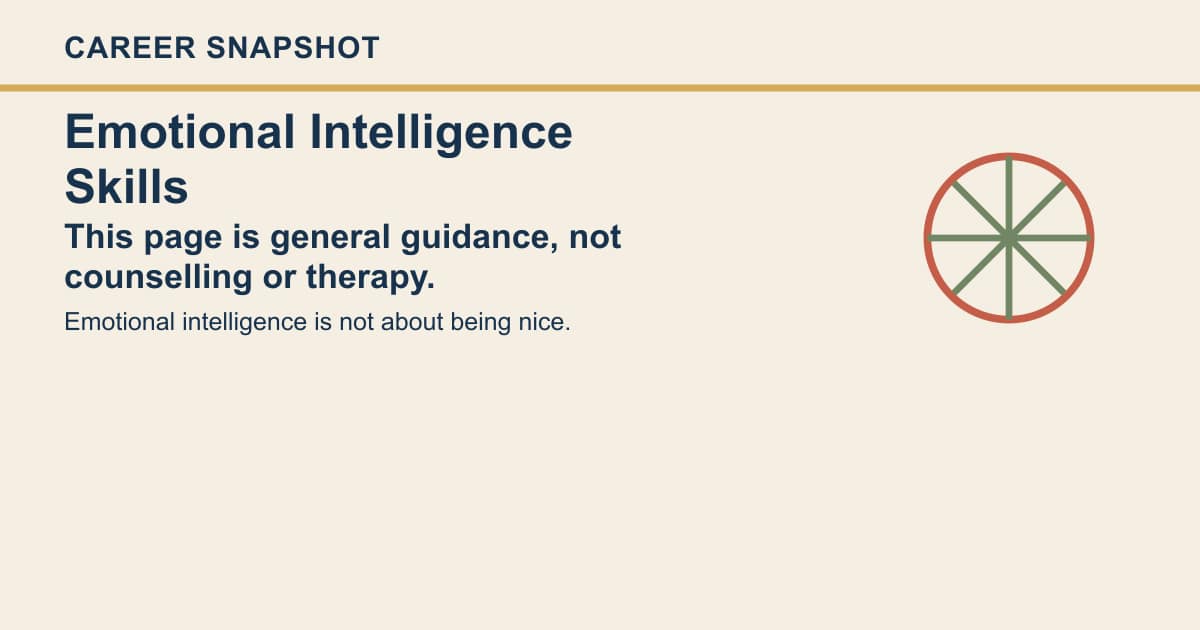 CAREER SNAPSHOT
Emotional Intelligence
Skills
This page is general guidance, not
counselling or therapy.
Emotional intelligence is not about being nice.